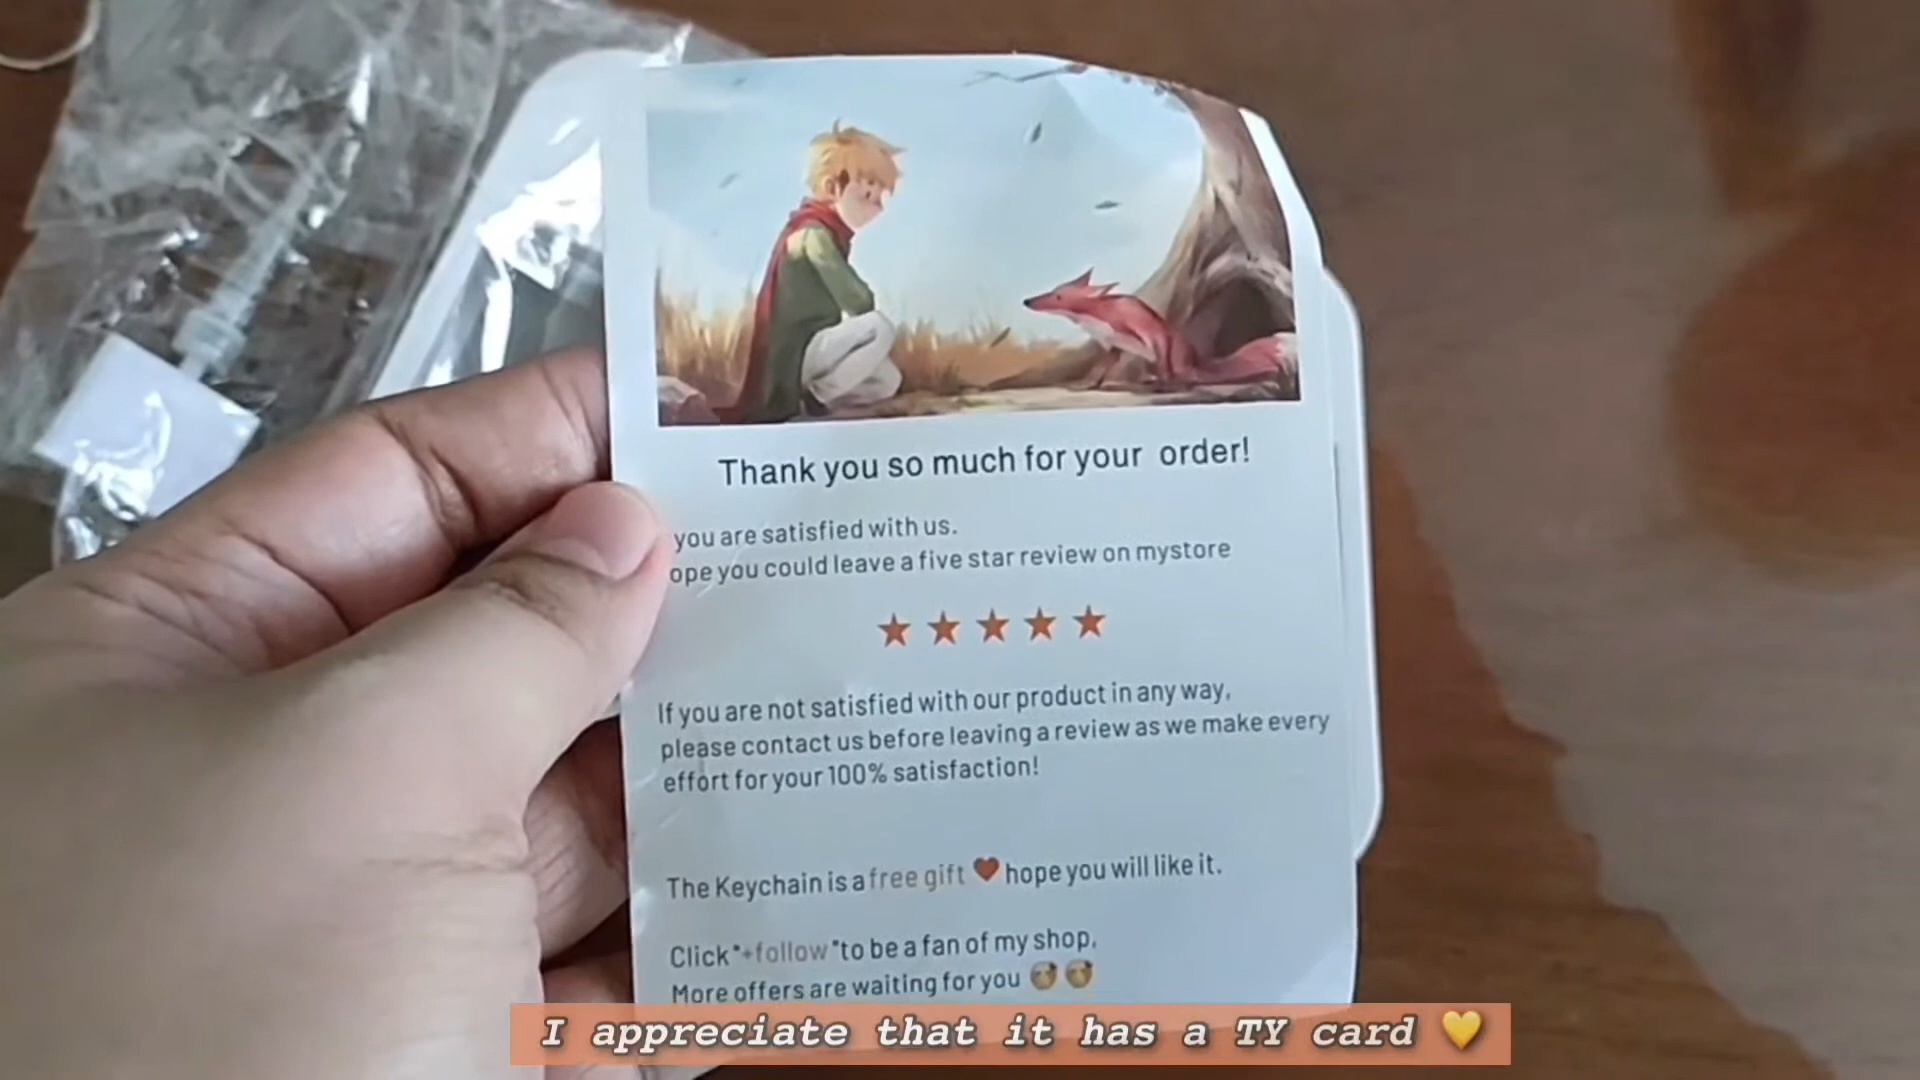 Thank you so much for your order!
you are satisfied with us.
ope you could leave a five star review on mystore
If you are not satisfied with our product in any way,
please contact us before leaving a review as we make every
effort for your 100% satisfaction!
The Keychain is a free gift ❤ hope you will like it.
Click "+follow "to be a fan of my shop,
More offers are waiting for you
I appreciate that it has a TY card 💛